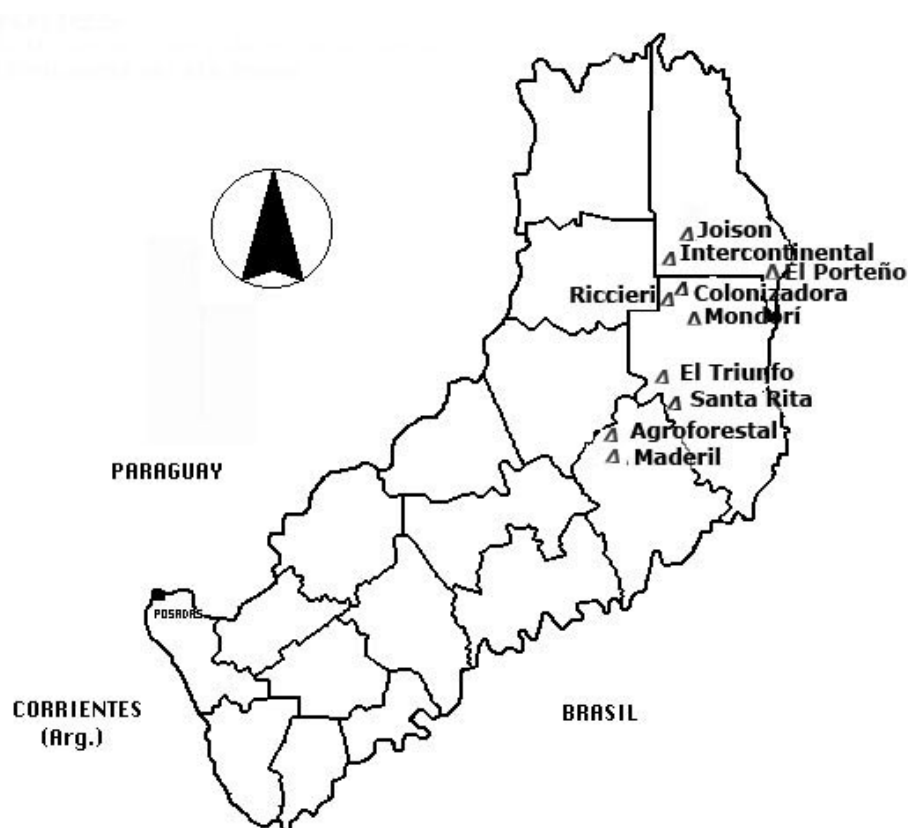 Joison
Intercontinental
El Porteño
Riccieri
Colonizadora
Mondorí
El Triunfo
Santa Rita
Agroforestal
Maderil
PARAGUAY
POSADAS
CORRIENTES
(Arg.)
BRASIL